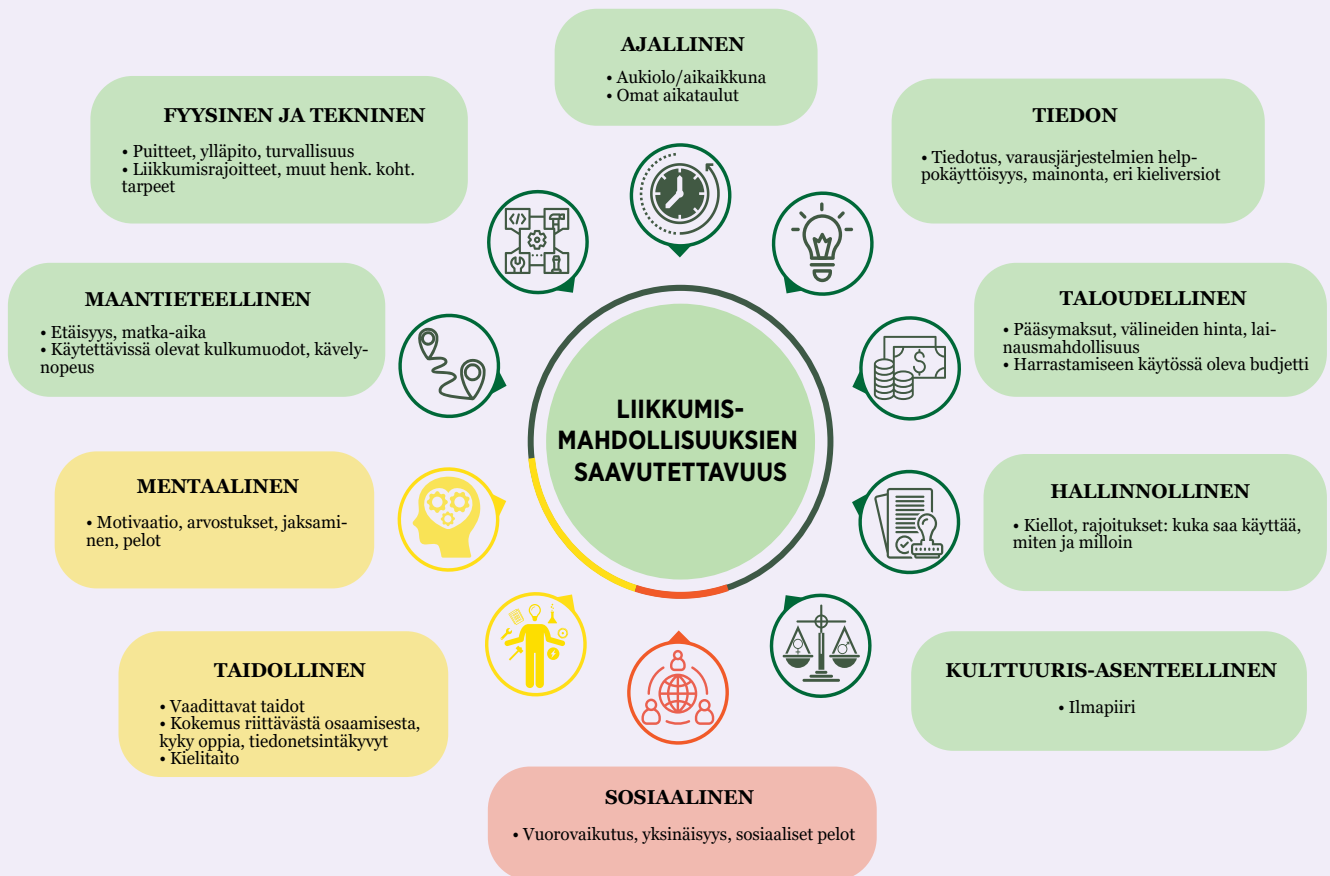 AJALLINEN
• Aukiolo/aikaikkuna
• Omat aikataulut
FYYSINEN JA TEKNINEN
• Puitteet, ylläpito, turvallisuus
• Liikkumisrajoitteet, muut henk. koht.
tarpeet
TIEDON
• Tiedotus, varausjärjestelmien help-
pokäyttöisyys, mainonta, eri kieliversiot
MAANTIETEELLINEN
• Etäisyys, matka-aika
• Käytettävissä olevat kulkumuodot, kävely-
nopeus
TALOUDELLINEN
• Pääsymaksut, välineiden hinta, lai-
nausmahdollisuus
• Harrastamiseen käytössä oleva budjetti
LIIKKUMIS-
MAHDOLLISUUKSIEN
SAAVUTETTAVUUS
MENTAALINEN
• Motivaatio, arvostukset, jaksami-
nen, pelot
HALLINNOLLINEN
• Kiellot, rajoitukset: kuka saa käyttää,
miten ja milloin
TAIDOLLINEN
• Vaadittavat taidot
• Kokemus riittävästä osaamisesta,
kyky oppia, tiedonetsintäkyvyt
• Kielitaito
KULTTUURIS-ASENTEELLINEN
• Ilmapiiri
SOSIAALINEN
• Vuorovaikutus, yksinäisyys, sosiaaliset pelot